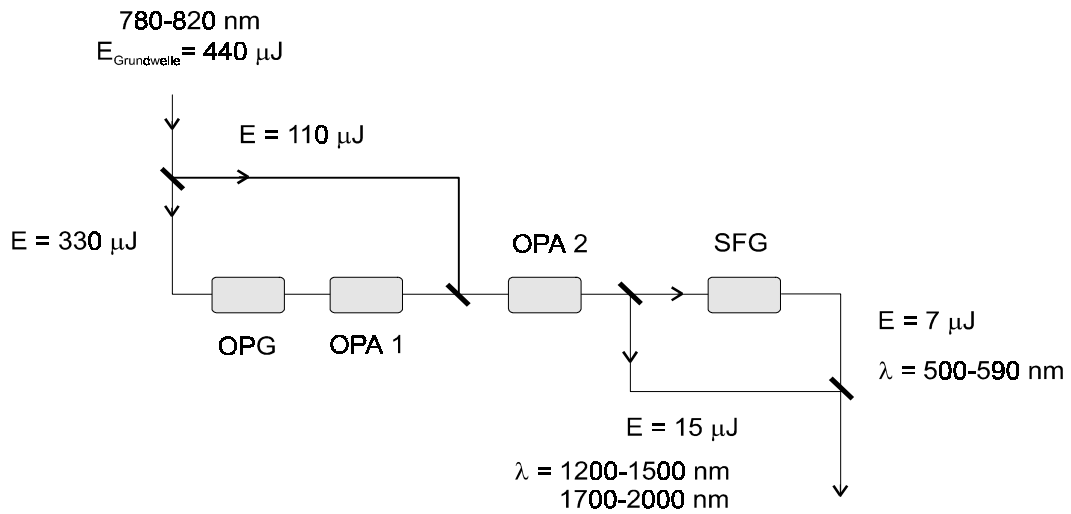 780-820 nm
E Grundwelle = 440 μJ
E = 110 μJ
E = 330 μJ
OPA 2
SFG
OPG
OPA 1
E = 7 μJ
λ = 500-590 nm
E = 15 μJ
λ = 1200-1500 nm
1700-2000 nm